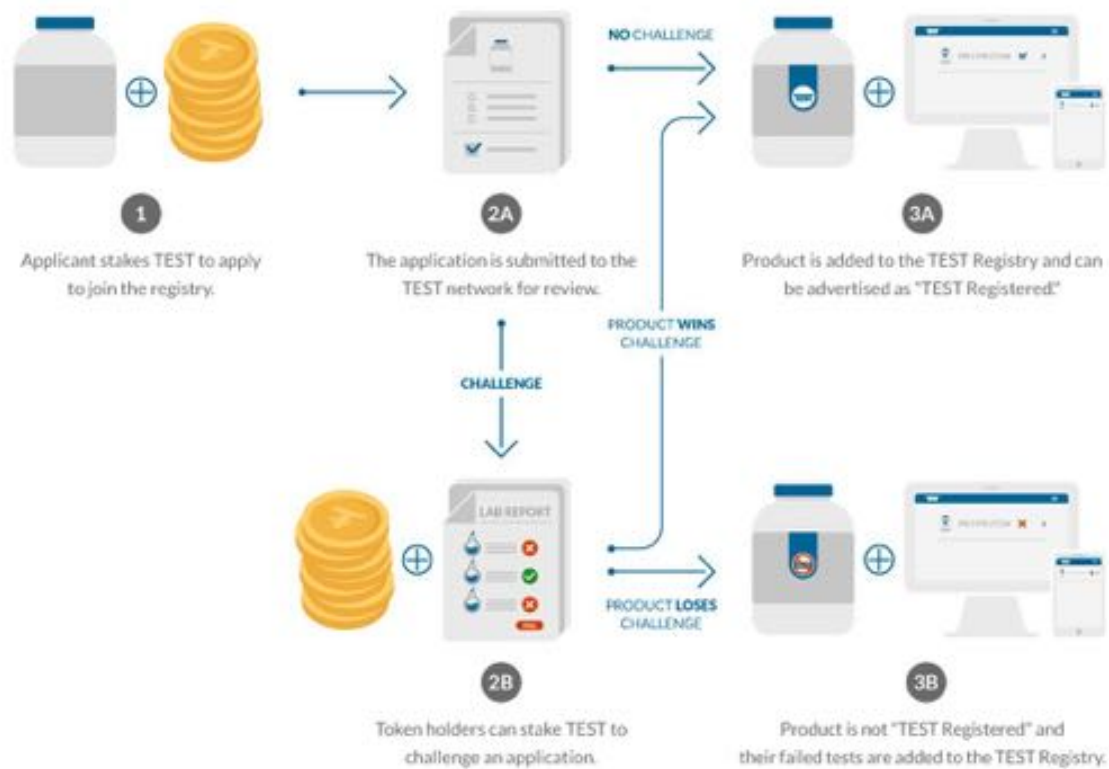 NO CHALLENGE
1
Applicant stakes TEST to apply
to join the registry.
2A
The application is submitted to the
TEST network for review.
3A
Product is added to the TEST Registry and can
be advertised as "TEST Registered."
PRODUCT WINS
CHALLENGE
CHALLENGE
LAB REPORT
PRODUCT LOSES
CHALLENGE
2B
Token holders can stake TEST to
challenge an application.
3B
Product is not "TEST Registered" and
their failed tests are added to the TEST Registry.